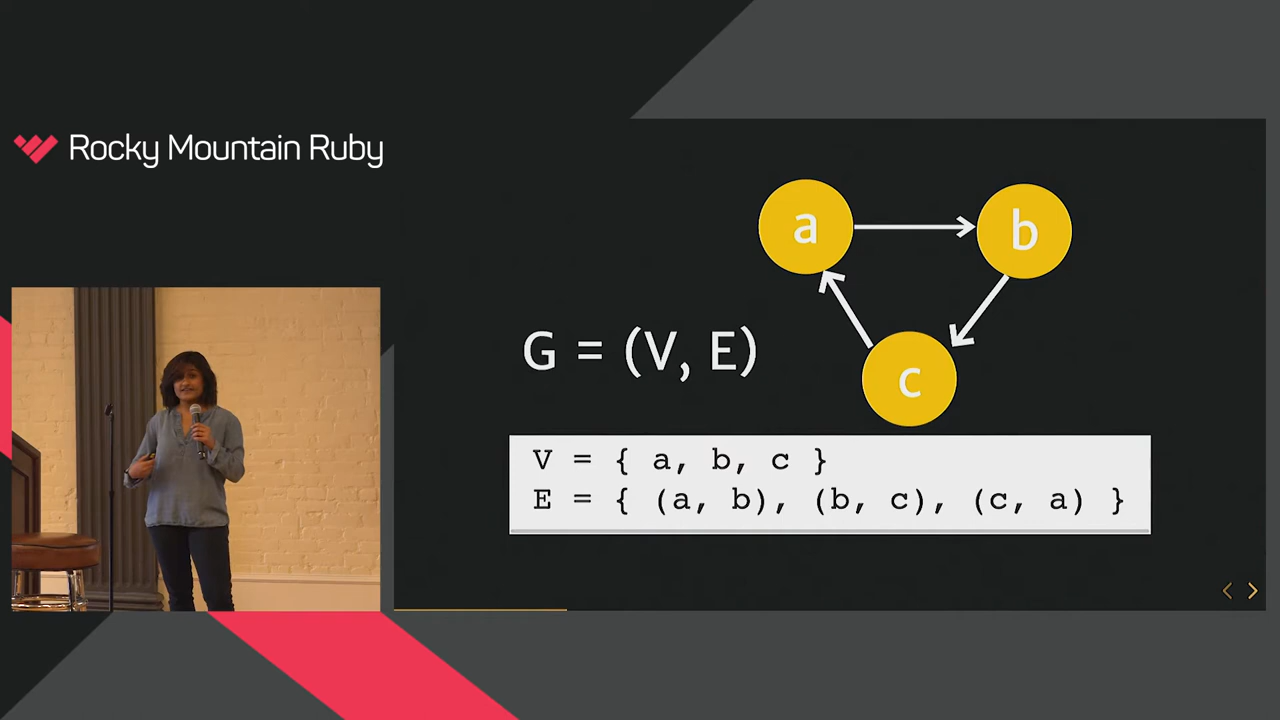 Rocky Mountain Ruby
a
b
c
G = (V, E)
V = { a, b, c }
E = { (a, b), (b, c), (c, a) }